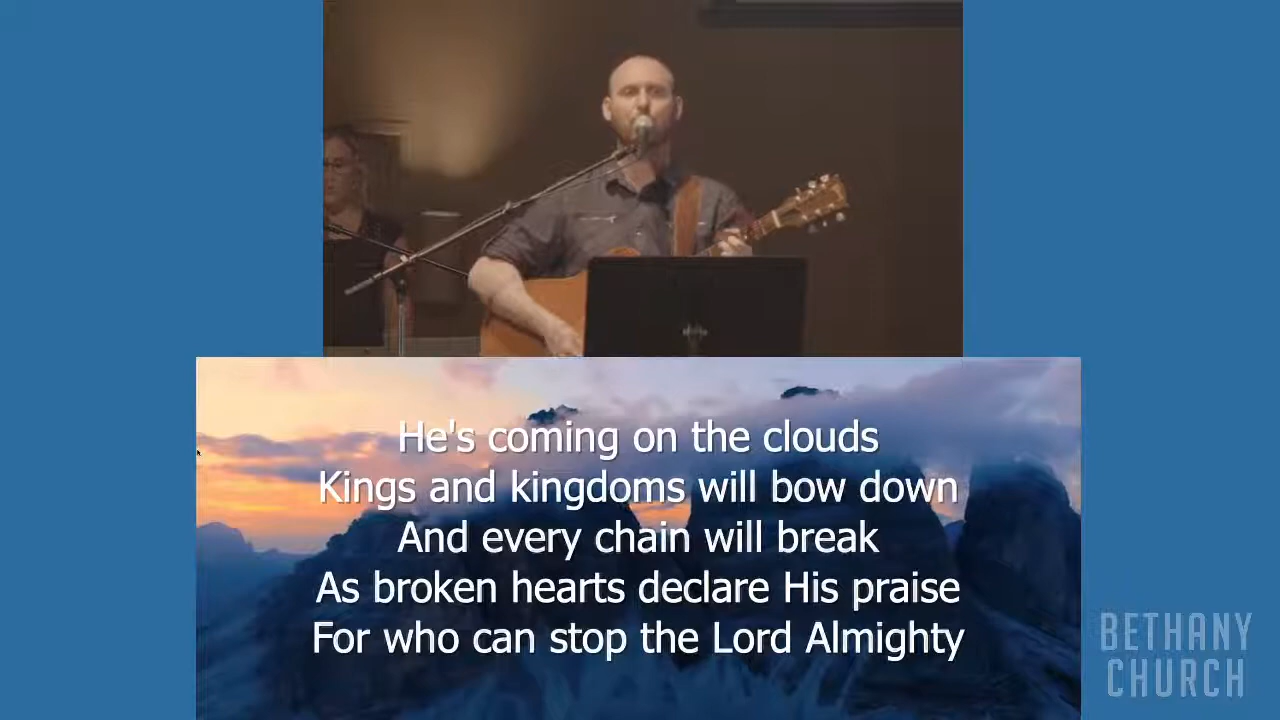 He's coming on the clouds
Kings and kingdoms will bow down
And every chain will break
As broken hearts declare His praise
For who can stop the Lord Almighty
BETHANY
CHURCH